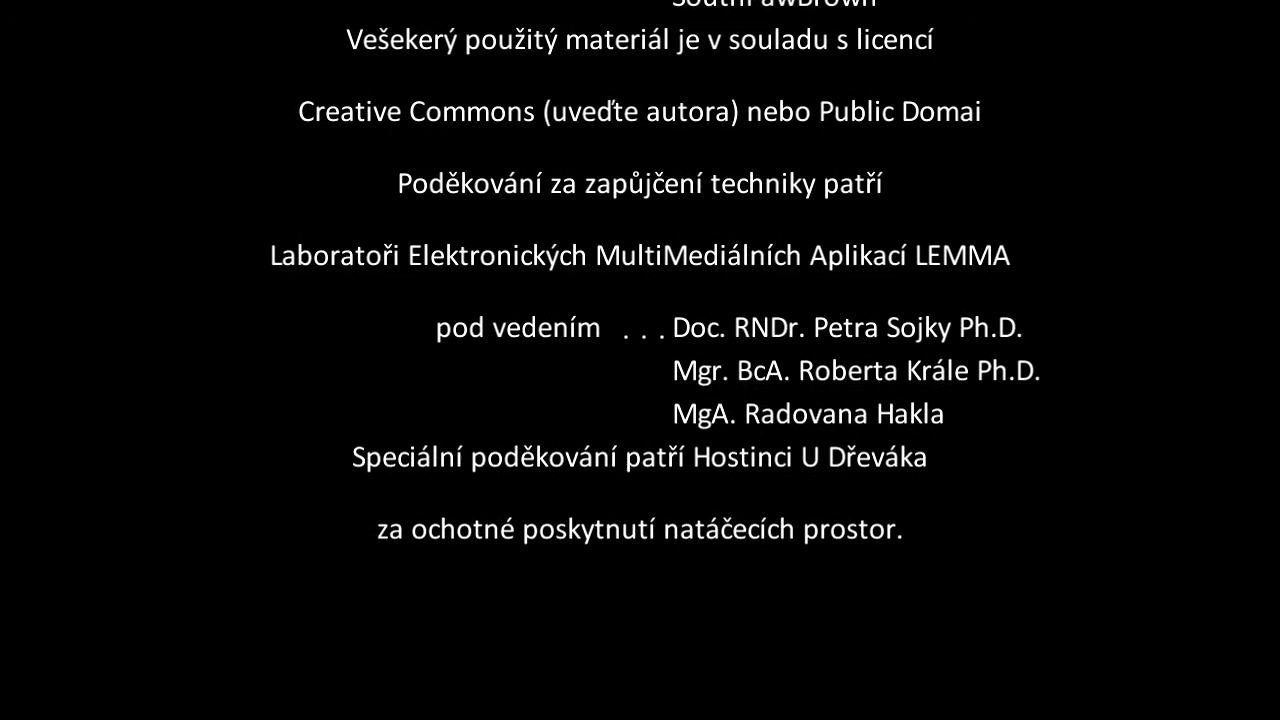 Vešekerý použitý materiál je v souladu s licencí
Creative Commons (uveďte autora) nebo Public Domai
Poděkování za zapůjčení techniky patří
Laboratoři Elektronických MultiMediálních Aplikací LEMMA
pod vedením . . . Doc. RNDr. Petra Sojky Ph.D.
Mgr. BcA. Roberta Krále Ph.D.
MgA. Radovana Hakla
Speciální poděkování patří Hostinci U Dřeváka
za ochotné poskytnutí natáčecích prostor.